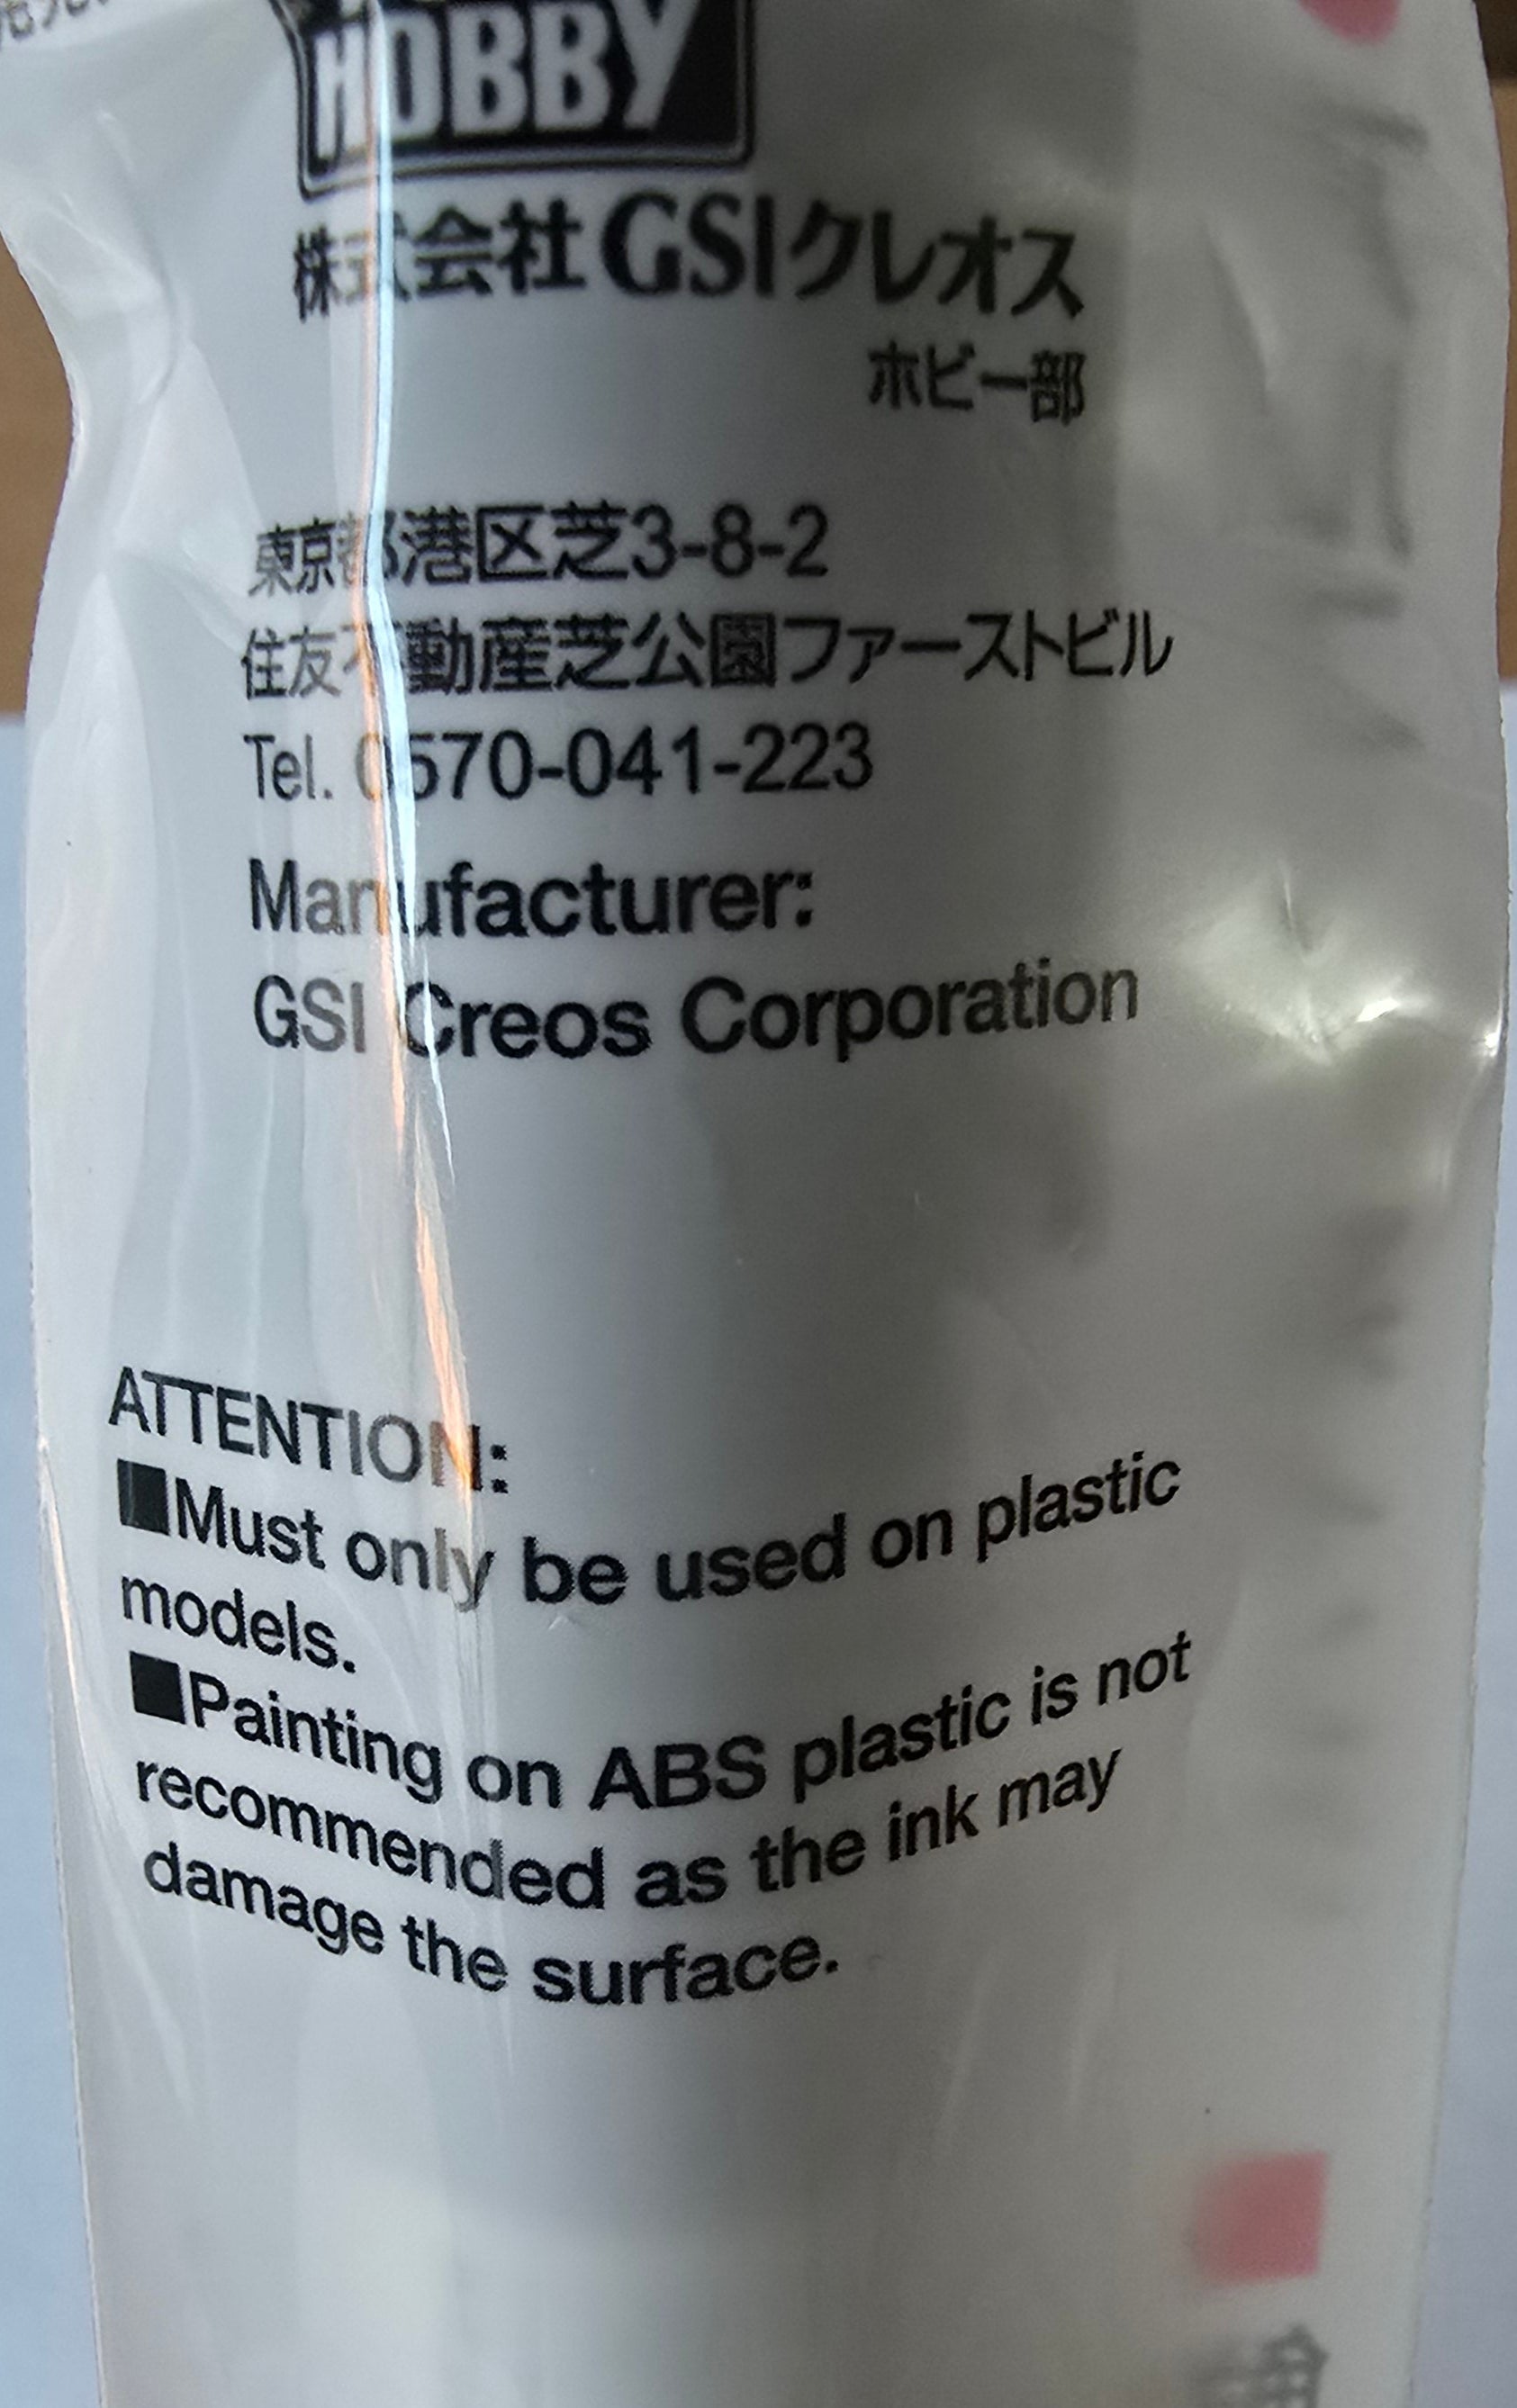 HOBBY
株式会社GSIクレオス
ホビー部
東京都港区芝3-8-2
住友不動産芝公園ファーストビル
Tel. 0570-041-223
Manufacturer:
GSI Creos Corporation
ATTENTION:
■Must only be used on plastic
models.
■Painting on ABS plastic is not
recommended as the ink may
damage the surface.